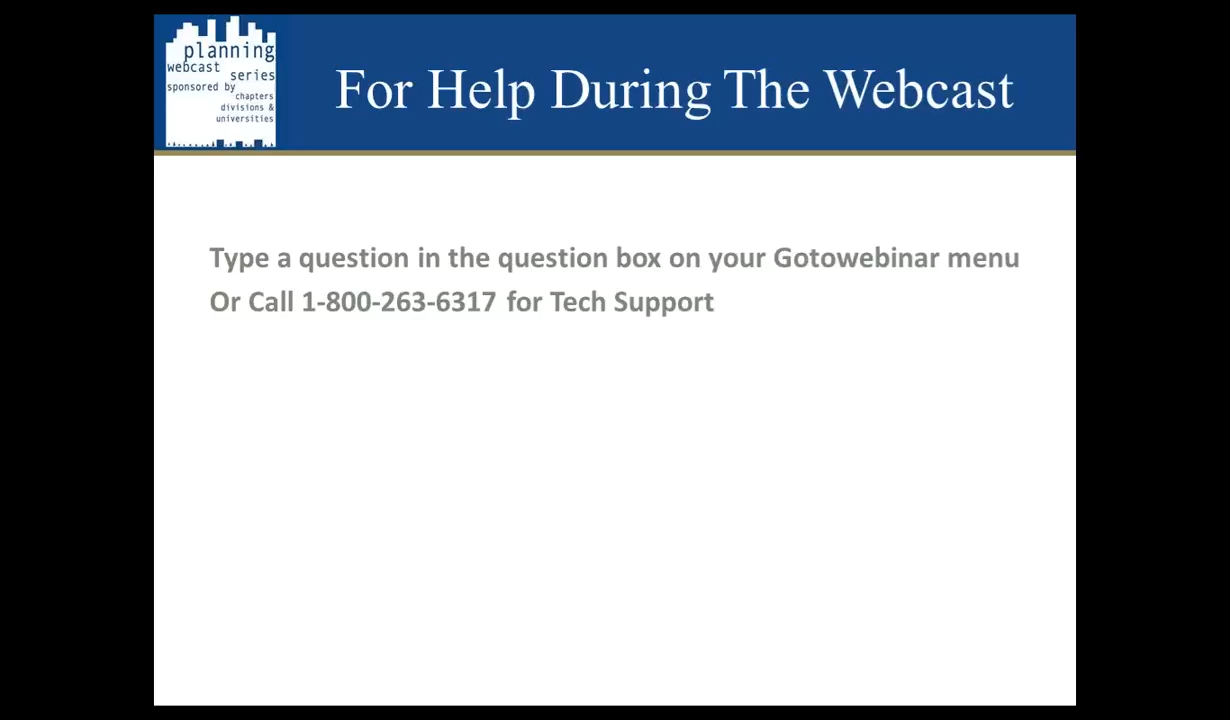 planning
webcast
series
sponsored by
chapters
divisions &
universities
For Help During The Webcast
Type a question in the question box on your Gotowebinar menu
Or Call 1-800-263-6317 for Tech Support